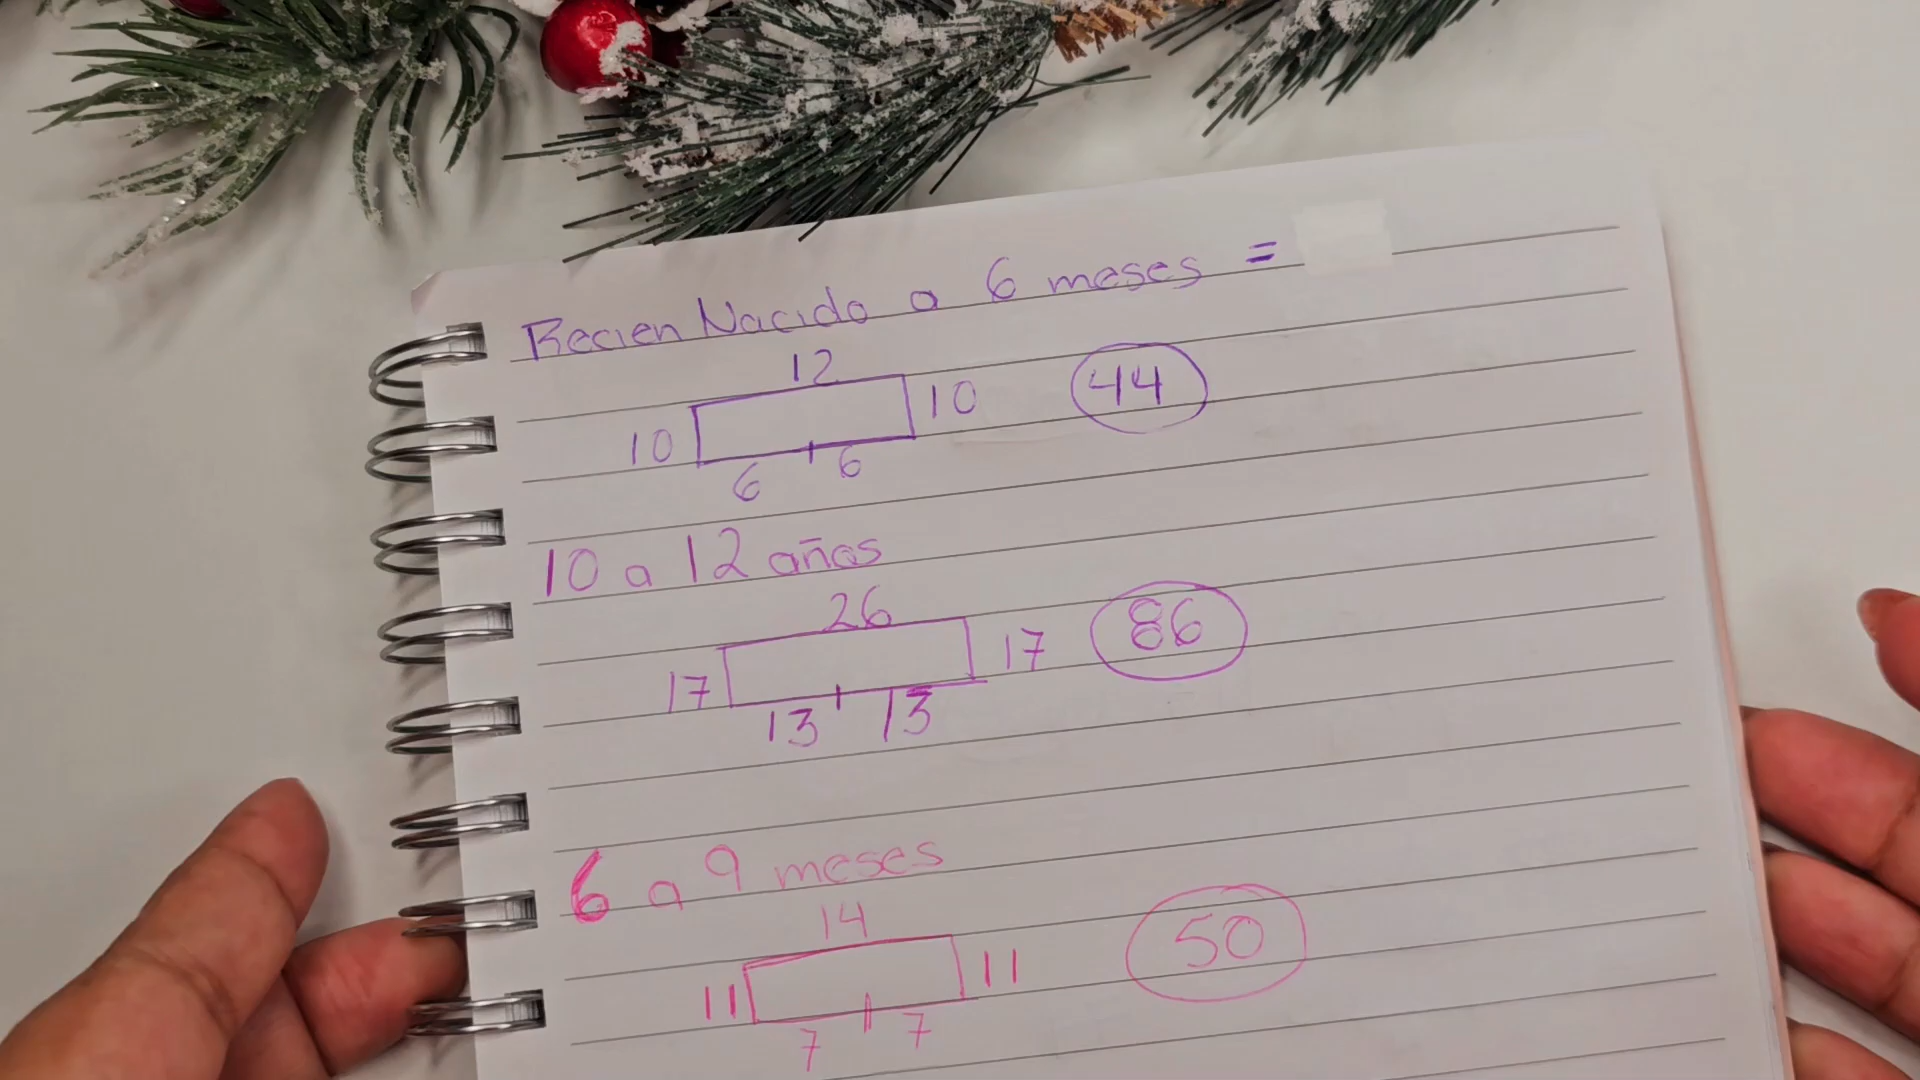 Recien Nacido a 6 meses =
12
10 10 44
6 6
10 a 12 años
26
17 17 86
13 13
6 a 9 meses
14
11 11 50
7 7